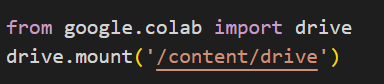 from google.colab import drive
drive.mount('/content/drive')